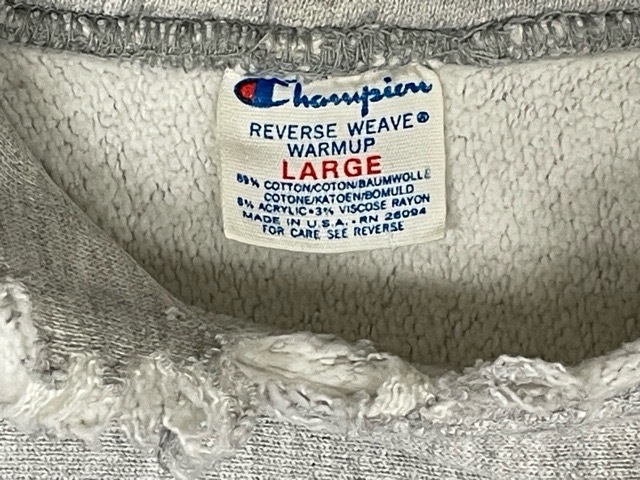 Champion
REVERSE WEAVE®
WARMUP
LARGE
89% COTTON/COTON/BAUMWOLLE
COTONE/KATOEN/BOMULD
8% ACRYLIC • 3% VISCOSE RAYON
MADE IN U.S.A. • RN 26094
FOR CARE SEE REVERSE